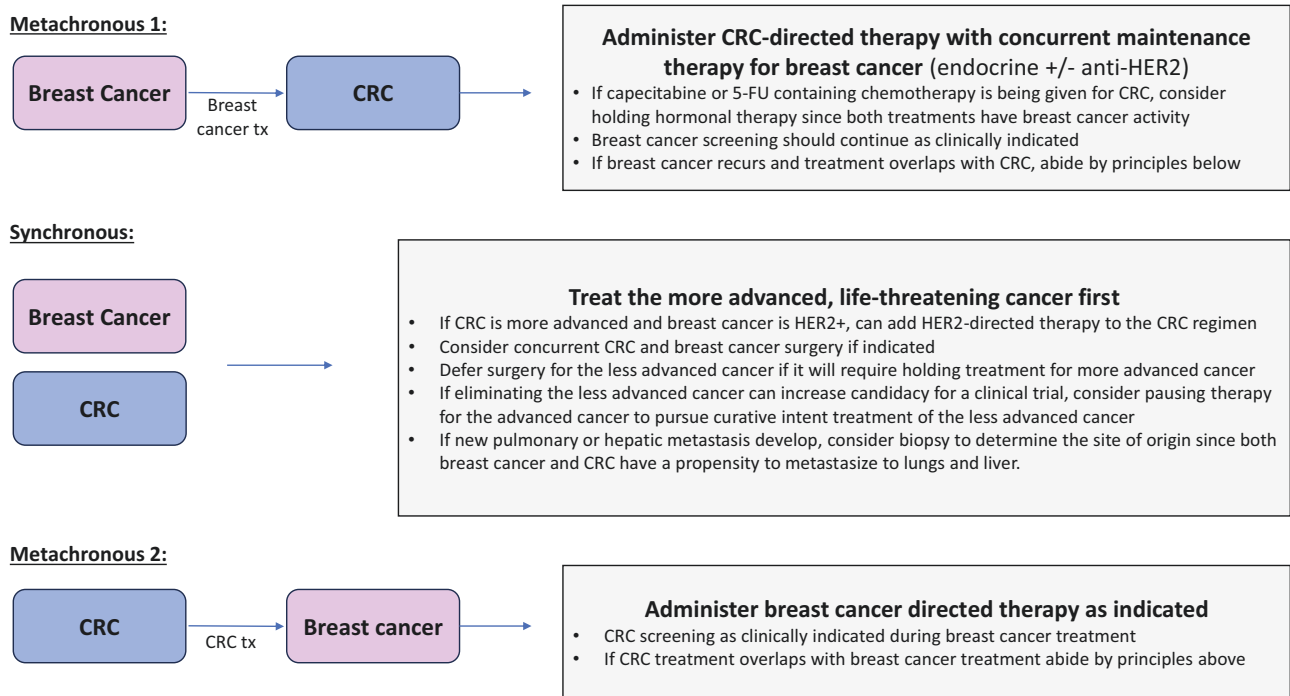 Metachronous 1:
Breast Cancer
Breast
cancer tx
CRC
Administer CRC-directed therapy with concurrent maintenance
therapy for breast cancer (endocrine +/- anti-HER2)
• If capecitabine or 5-FU containing chemotherapy is being given for CRC, consider
holding hormonal therapy since both treatments have breast cancer activity
• Breast cancer screening should continue as clinically indicated
• If breast cancer recurs and treatment overlaps with CRC, abide by principles below
Synchronous:
Breast Cancer
CRC
Treat the more advanced, life-threatening cancer first
• If CRC is more advanced and breast cancer is HER2+, can add HER2-directed therapy to the CRC regimen
• Consider concurrent CRC and breast cancer surgery if indicated
• Defer surgery for the less advanced cancer if it will require holding treatment for more advanced cancer
• If eliminating the less advanced cancer can increase candidacy for a clinical trial, consider pausing therapy
for the advanced cancer to pursue curative intent treatment of the less advanced cancer
• If new pulmonary or hepatic metastasis develop, consider biopsy to determine the site of origin since both
breast cancer and CRC have a propensity to metastasize to lungs and liver.
Metachronous 2:
CRC
CRC tx
Breast cancer
Administer breast cancer directed therapy as indicated
• CRC screening as clinically indicated during breast cancer treatment
• If CRC treatment overlaps with breast cancer treatment abide by principles above